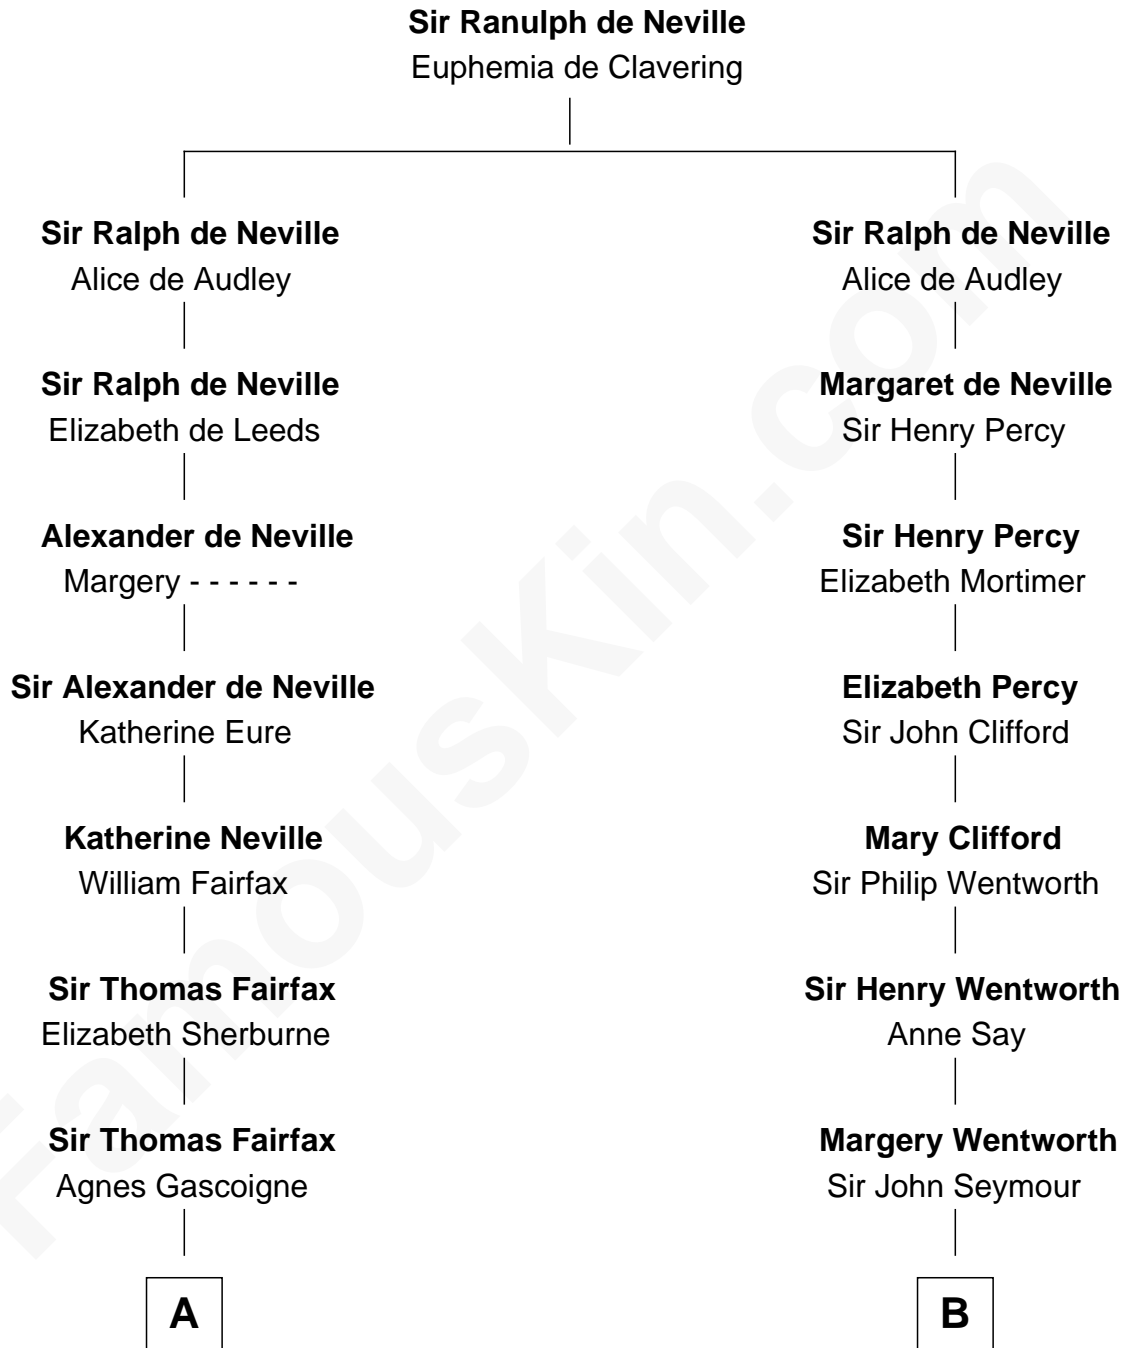 Sir Ranulph de Neville
Euphemia de Clavering
Sir Ralph de Neville
Alice de Audley
Sir Ralph de Neville
Alice de Audley
Sir Ralph de Neville
Elizabeth de Leeds
Margaret de Neville
Sir Henry Percy
Alexander de Neville
Margery - - - - - -
Sir Henry Percy
Elizabeth Mortimer
Sir Alexander de Neville
Katherine Eure
Elizabeth Percy
Sir John Clifford
Katherine Neville
William Fairfax
Mary Clifford
Sir Philip Wentworth
Sir Thomas Fairfax
Elizabeth Sherburne
Sir Henry Wentworth
Anne Say
Sir Thomas Fairfax
Agnes Gascoigne
Margery Wentworth
Sir John Seymour
A
B
FamousKin.com